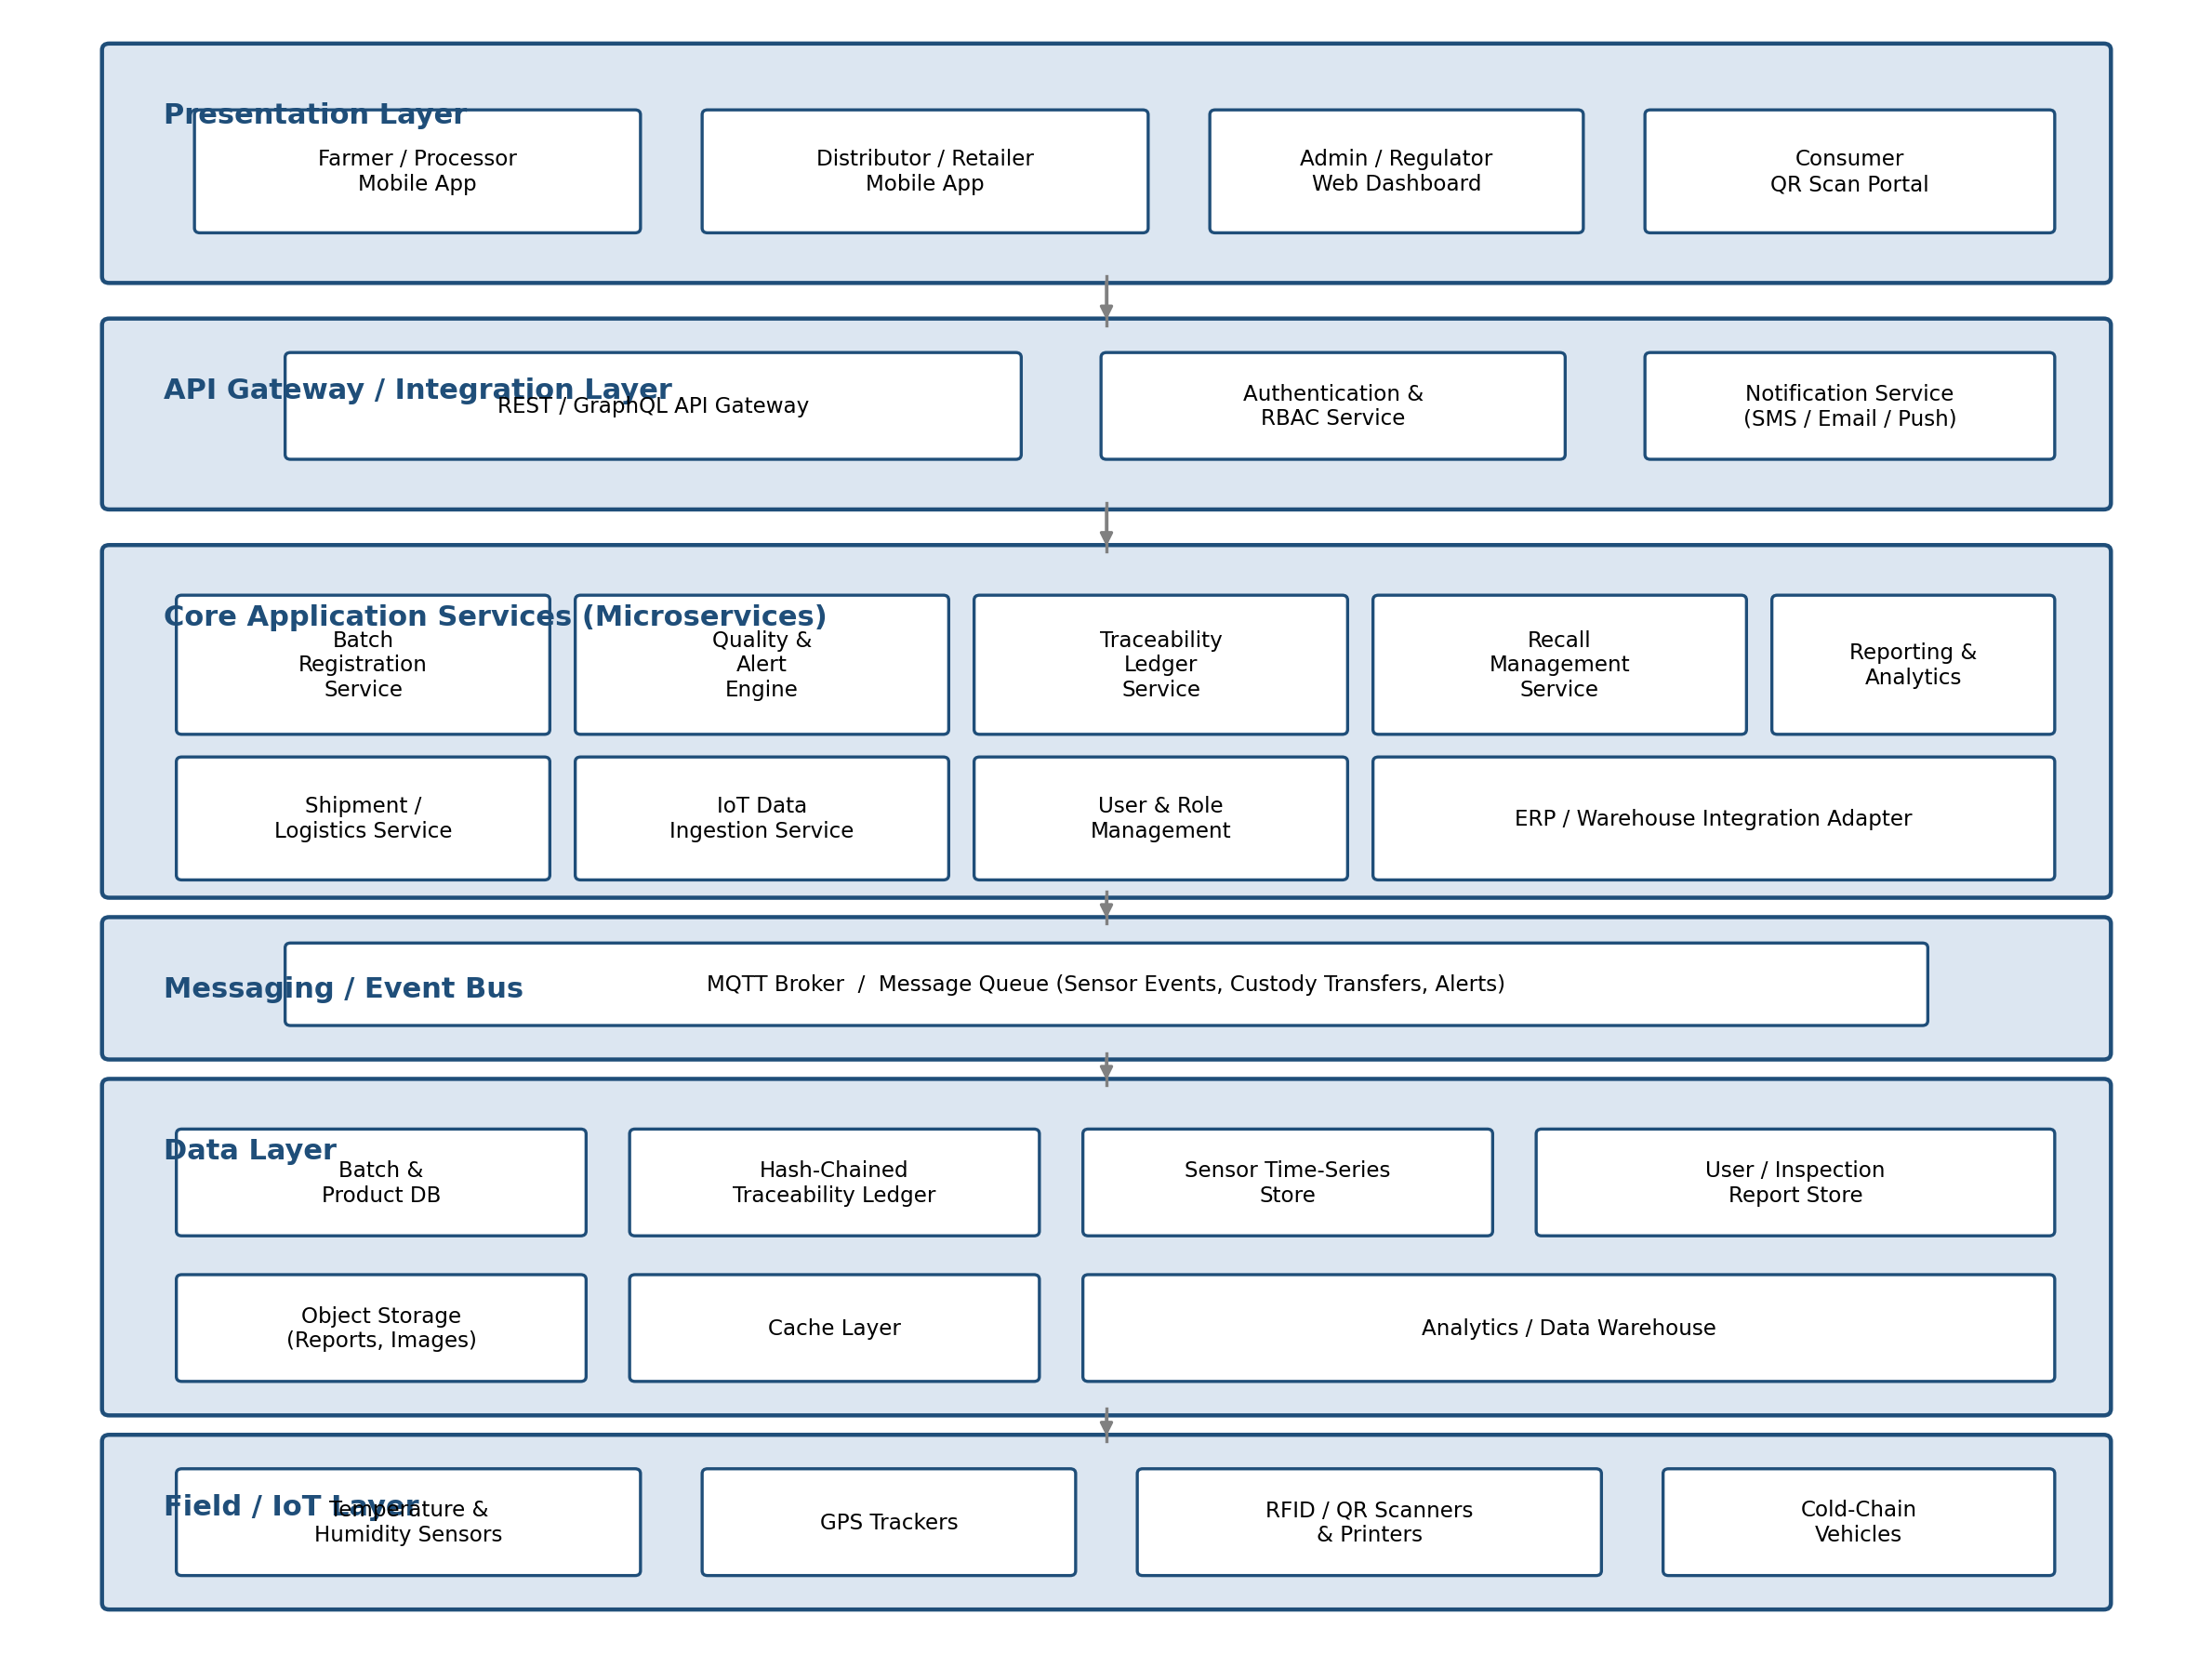 Presentation Layer
Farmer / Processor
Mobile App
Distributor / Retailer
Mobile App
Admin / Regulator
Web Dashboard
Consumer
QR Scan Portal
API Gateway / Integration Layer
REST / GraphQL API Gateway
Authentication &
RBAC Service
Notification Service
(SMS / Email / Push)
Core Application Services (Microservices)
Batch
Registration
Service
Quality &
Alert
Engine
Traceability
Ledger
Service
Recall
Management
Service
Reporting &
Analytics
Shipment /
Logistics Service
IoT Data
Ingestion Service
User & Role
Management
ERP / Warehouse Integration Adapter
Messaging / Event Bus
MQTT Broker / Message Queue (Sensor Events, Custody Transfers, Alerts)
Data Layer
Batch &
Product DB
Hash-Chained
Traceability Ledger
Sensor Time-Series
Store
User / Inspection
Report Store
Object Storage
(Reports, Images)
Cache Layer
Analytics / Data Warehouse
Field / IoT Layer
Temperature &
Humidity Sensors
GPS Trackers
RFID / QR Scanners
& Printers
Cold-Chain
Vehicles